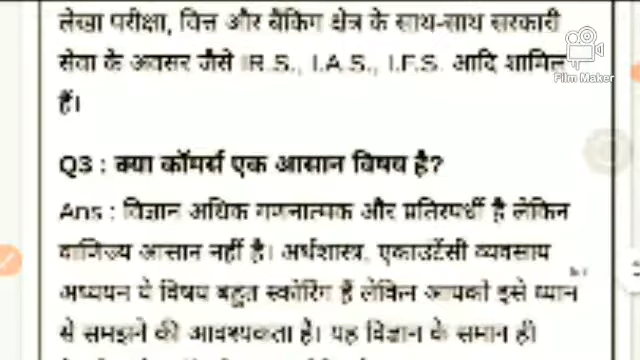 लेखा परीक्षा, वित्त और बैंकिंग क्षेत्र के साथ-साथ सरकारी
सेवा के अवसर जैसे I.R.S., I.A.S., I.F.S. आदि शामिल
हैं।
Film Maker
Q3 : क्या कॉमर्स एक आसान विषय है?
Ans : विज्ञान अधिक गणनात्मक और प्रतिस्पर्धी है लेकिन
वाणिज्य आसान नहीं है। अर्थशास्त्र, एकाउंटेंसी व्यवसाय
अध्ययन ये विषय बहुत स्कोरिंग हैं लेकिन आपको इसे ध्यान
से समझने की आवश्यकता है। यह विज्ञान के समान ही